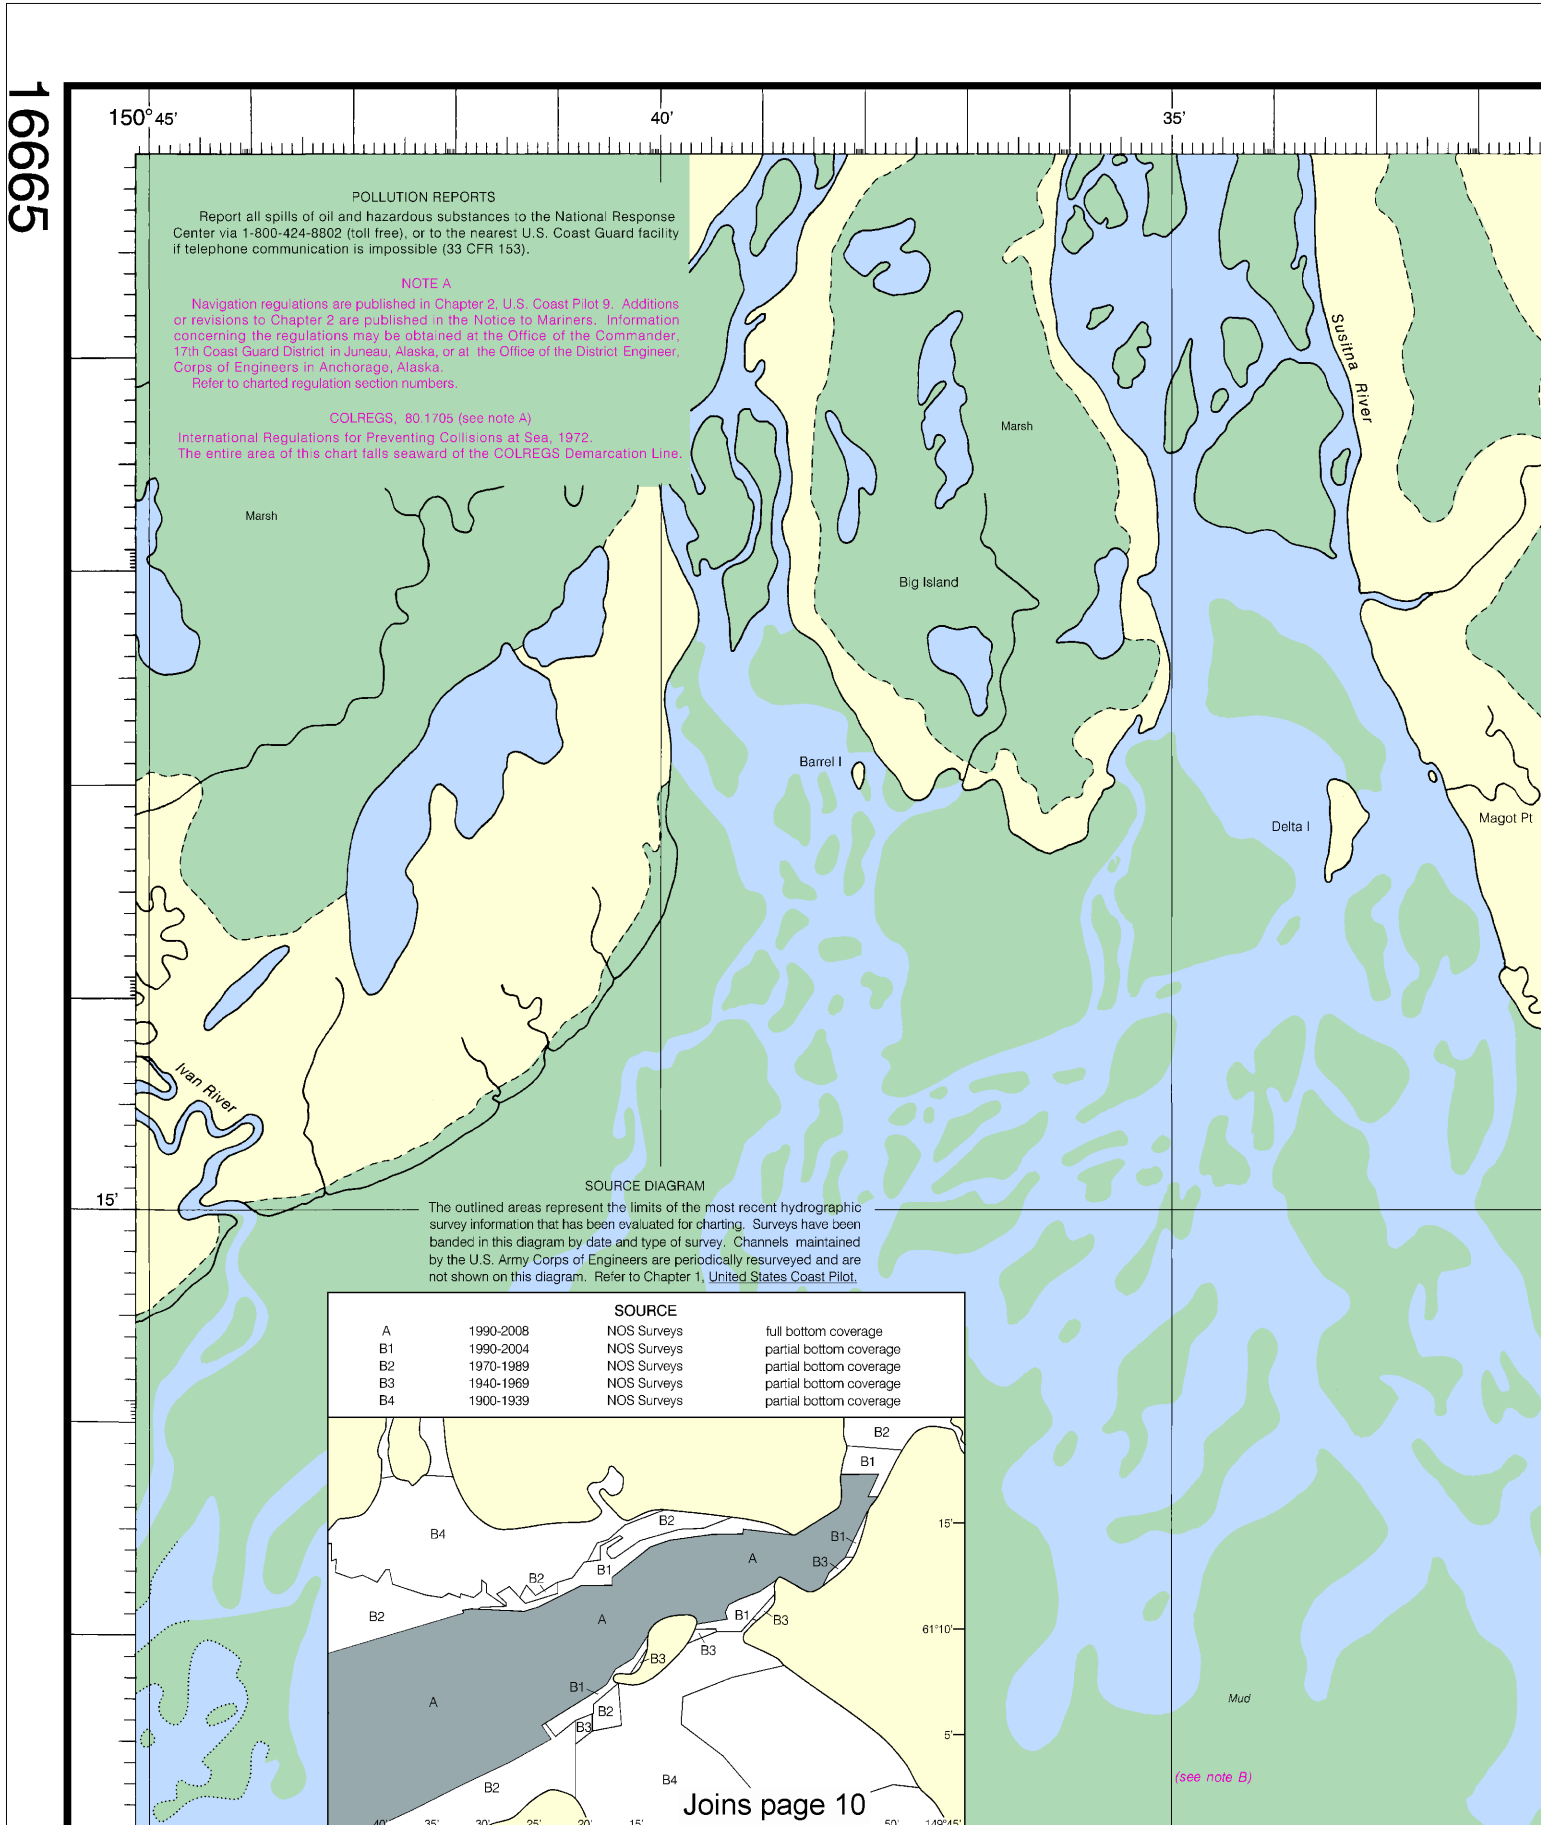 16665
150°45'
40'
35'
POLLUTION REPORTS
Report all spills of oil and hazardous substances to the National Response
Center via 1-800-424-8802 (toll free), or to the nearest U.S. Coast Guard facility
if telephone communication is impossible (33 CFR 153).
NOTE A
Navigation regulations are published in Chapter 2, U.S. Coast Pilot 9. Additions
or revisions to Chapter 2 are published in the Notice to Mariners. Information
concerning the regulations may be obtained at the Office of the Commander,
17th Coast Guard District in Juneau, Alaska, or at the Office of the District Engineer,
Corps of Engineers in Anchorage, Alaska.
Refer to charted regulation section numbers.
COLREGS, 80.1705 (see note A)
International Regulations for Preventing Collisions at Sea, 1972.
The entire area of this chart falls seaward of the COLREGS Demarcation Line.
Susitna River
Marsh
Marsh
Big Island
Barrel I
Delta I
Magot Pt
Ivan River
15'
SOURCE DIAGRAM
The outlined areas represent the limits of the most recent hydrographic
survey information that has been evaluated for charting. Surveys have been
banded in this diagram by date and type of survey. Channels maintained
by the U.S. Army Corps of Engineers are periodically resurveyed and are
not shown on this diagram. Refer to Chapter 1, United States Coast Pilot.
SOURCE
A 1990-2008 NOS Surveys full bottom coverage
B1 1990-2004 NOS Surveys partial bottom coverage
B2 1970-1989 NOS Surveys partial bottom coverage
B3 1940-1969 NOS Surveys partial bottom coverage
B4 1900-1939 NOS Surveys partial bottom coverage
B2
B1
B4
B2
15'
B1
A
B3
B1
B2
B2
A
B1
B3
61°10'
B3
B3
B1
A
B2
B3
Mud
5'
(see note B)
B4
B2
Joins page 10
40'
35'
30'
25'
20'
15'
50'
149°45'